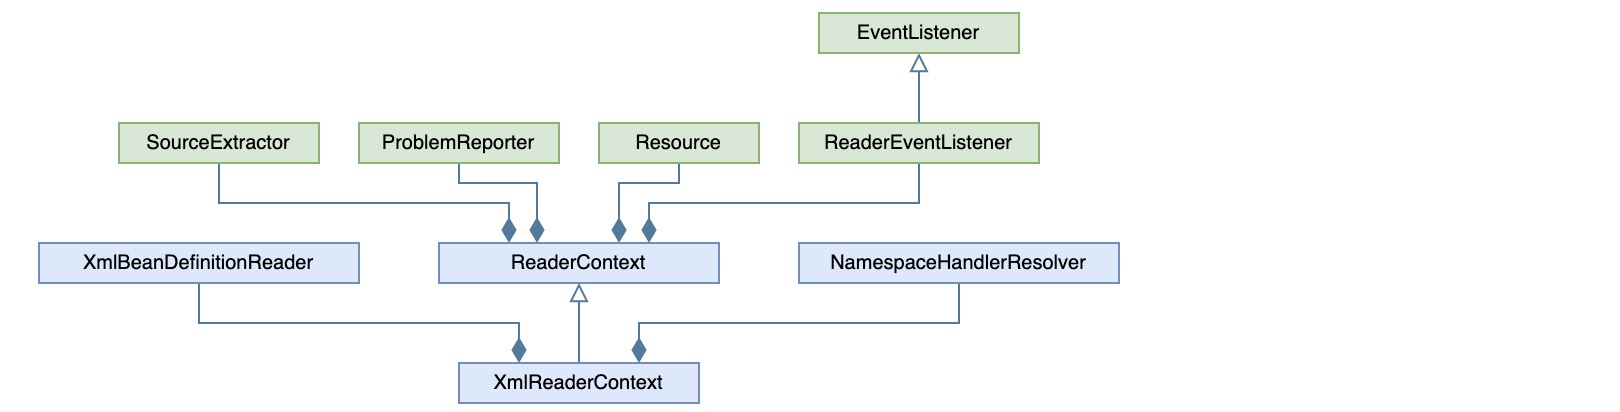 EventListener
SourceExtractor
ProblemReporter
Resource
ReaderEventListener
XmlBeanDefinitionReader
ReaderContext
NamespaceHandlerResolver
XmlReaderContext